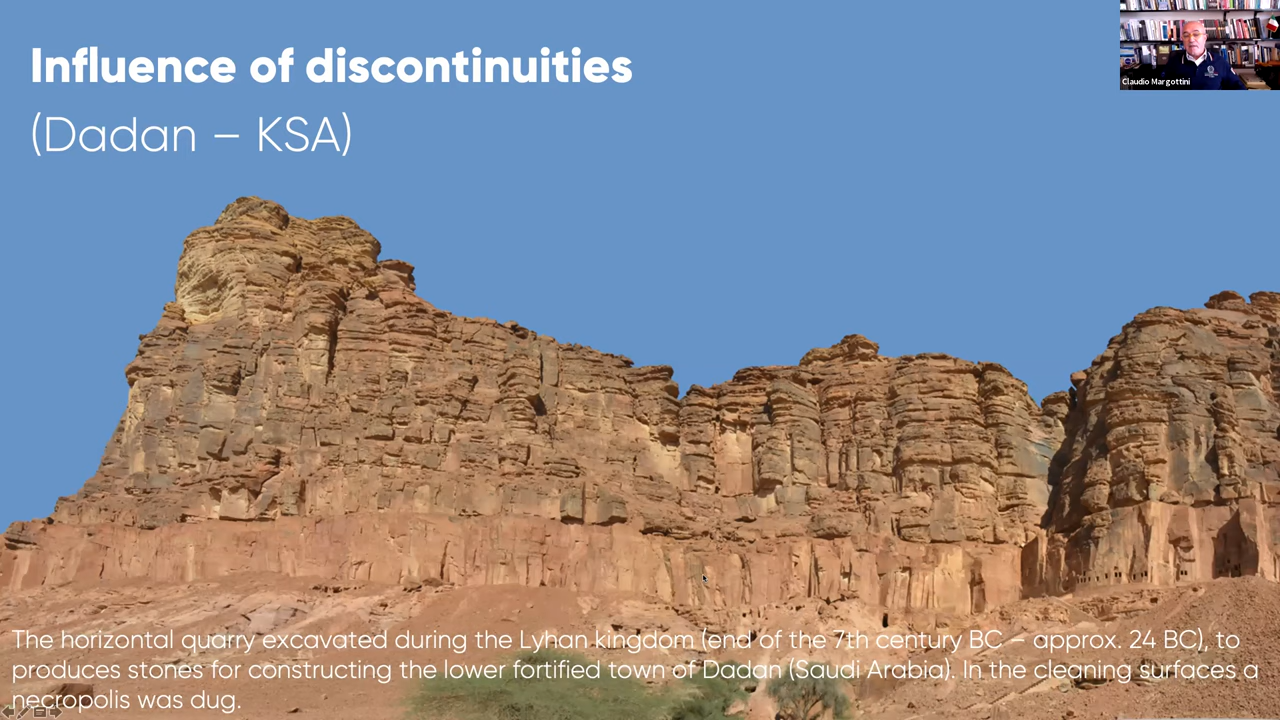 Influence of discontinuities
(Dadan – KSA)
Claudio Margottini
The horizontal quarry excavated during the Lyhan kingdom (end of the 7th century BC – approx. 24 BC), to
produces stones for constructing the lower fortified town of Dadan (Saudi Arabia). In the cleaning surfaces a
necropolis was dug.